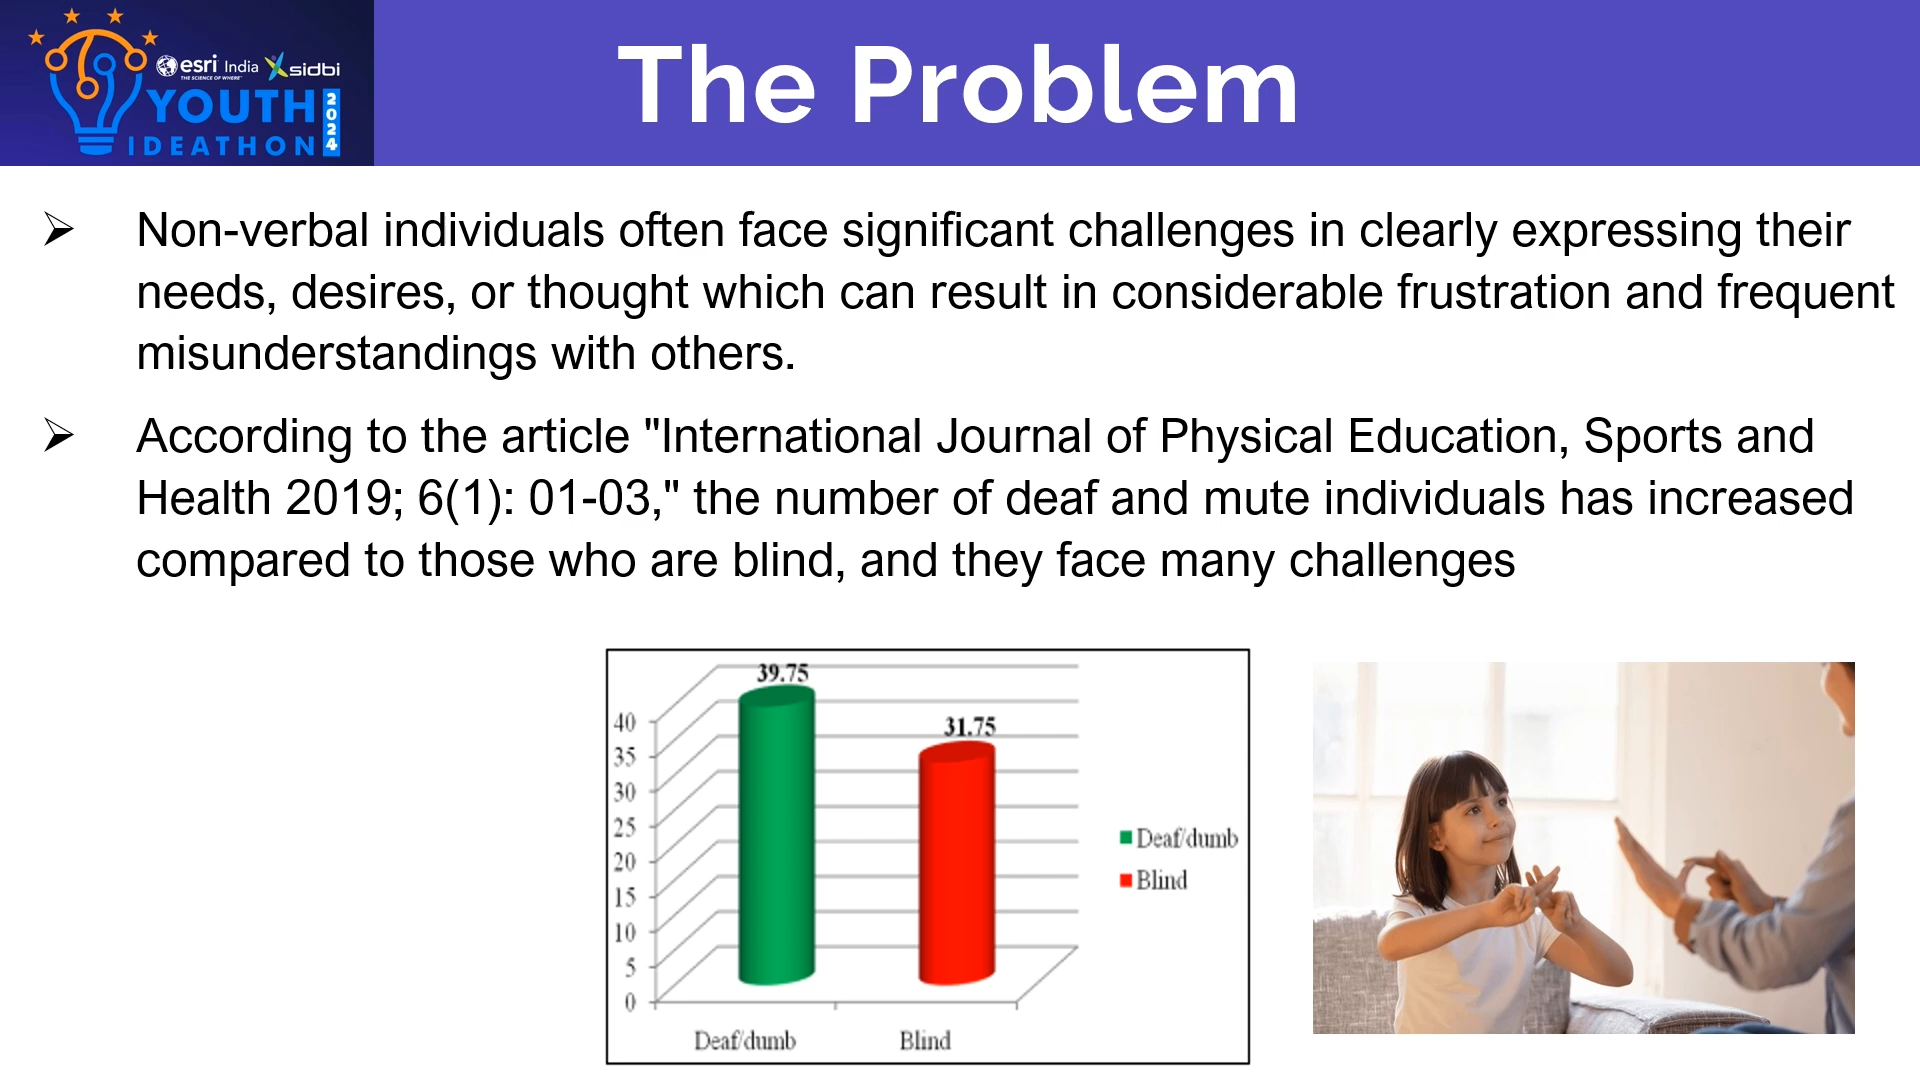 esri India
THE SCIENCE OF WHERE™
sidbi
YOUTH
IDEATHON
2024
The Problem
Non-verbal individuals often face significant challenges in clearly expressing their
needs, desires, or thought which can result in considerable frustration and frequent
misunderstandings with others.
According to the article "International Journal of Physical Education, Sports and
Health 2019; 6(1): 01-03," the number of deaf and mute individuals has increased
compared to those who are blind, and they face many challenges
39.75
31.75
40
35
30
25
20
15
10
5
0
Deaf/dumb
Blind
Deaf/dumb
Blind